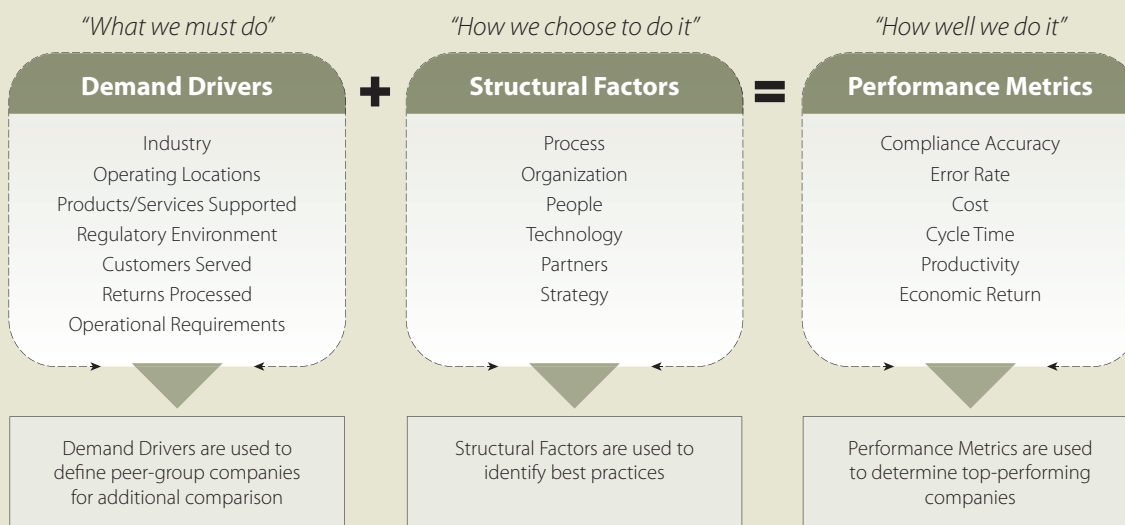 “What we must do”
Demand Drivers
Industry
Operating Locations
Products/Services Supported
Regulatory Environment
Customers Served
Returns Processed
Operational Requirements
Demand Drivers are used to
define peer-group companies
for additional comparison
+
“How we choose to do it”
Structural Factors
Process
Organization
People
Technology
Partners
Strategy
Structural Factors are used to
identify best practices
=
“How well we do it”
Performance Metrics
Compliance Accuracy
Error Rate
Cost
Cycle Time
Productivity
Economic Return
Performance Metrics are used
to determine top-performing
companies